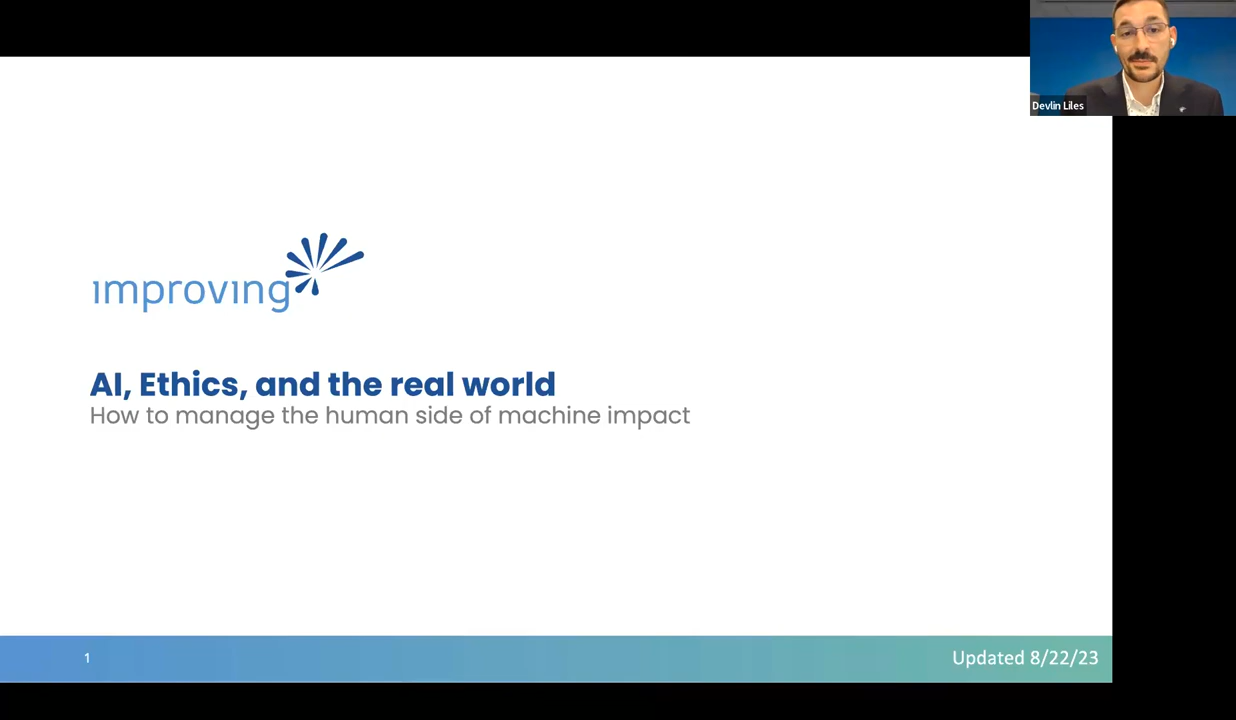 Devlin Liles
improving
AI, Ethics, and the real world
How to manage the human side of machine impact
1
Updated 8/22/23